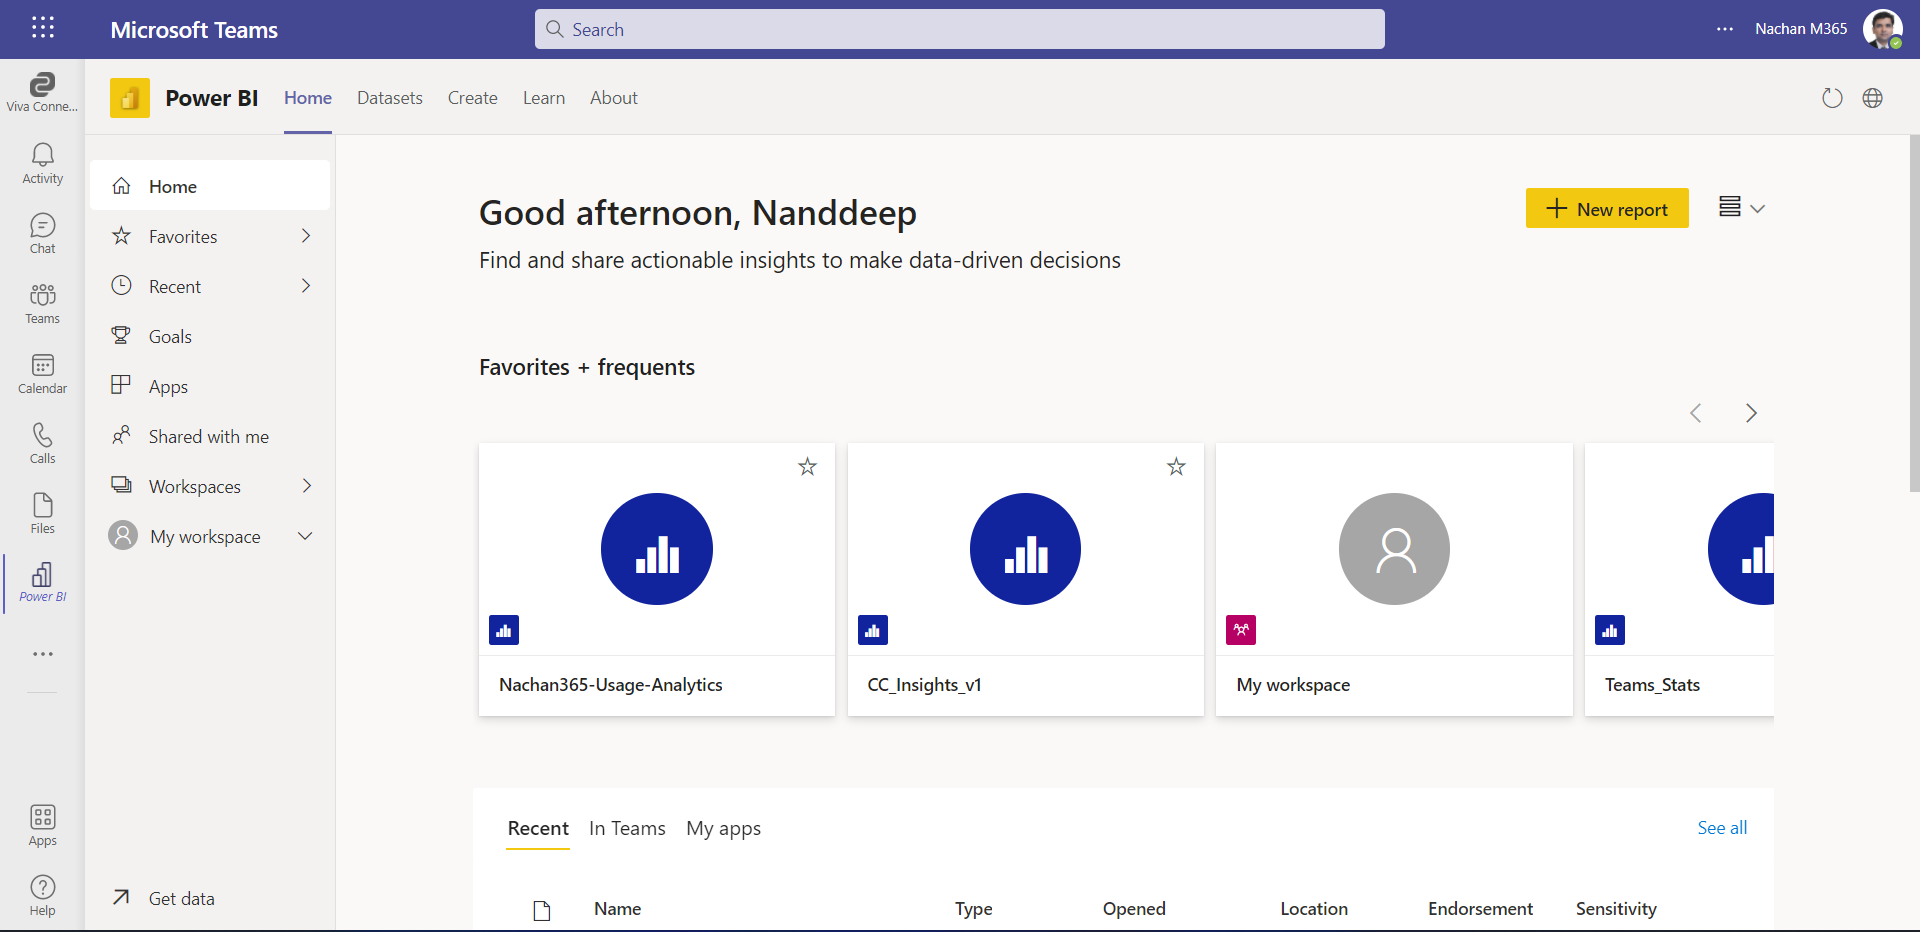 Microsoft Teams
Search
Nachan M365
Viva Conne...
Activity
Chat
Teams
Calendar
Calls
Files
Power BI
Apps
Help
Power BI
Home
Datasets
Create
Learn
About
Home
Favorites
Recent
Goals
Apps
Shared with me
Workspaces
My workspace
Get data
Good afternoon, Nanddeep
New report
Find and share actionable insights to make data-driven decisions
Favorites + frequents
Nachan365-Usage-Analytics
CC_Insights_v1
My workspace
Teams_Stats
Recent
In Teams
My apps
See all
Name
Type
Opened
Location
Endorsement
Sensitivity